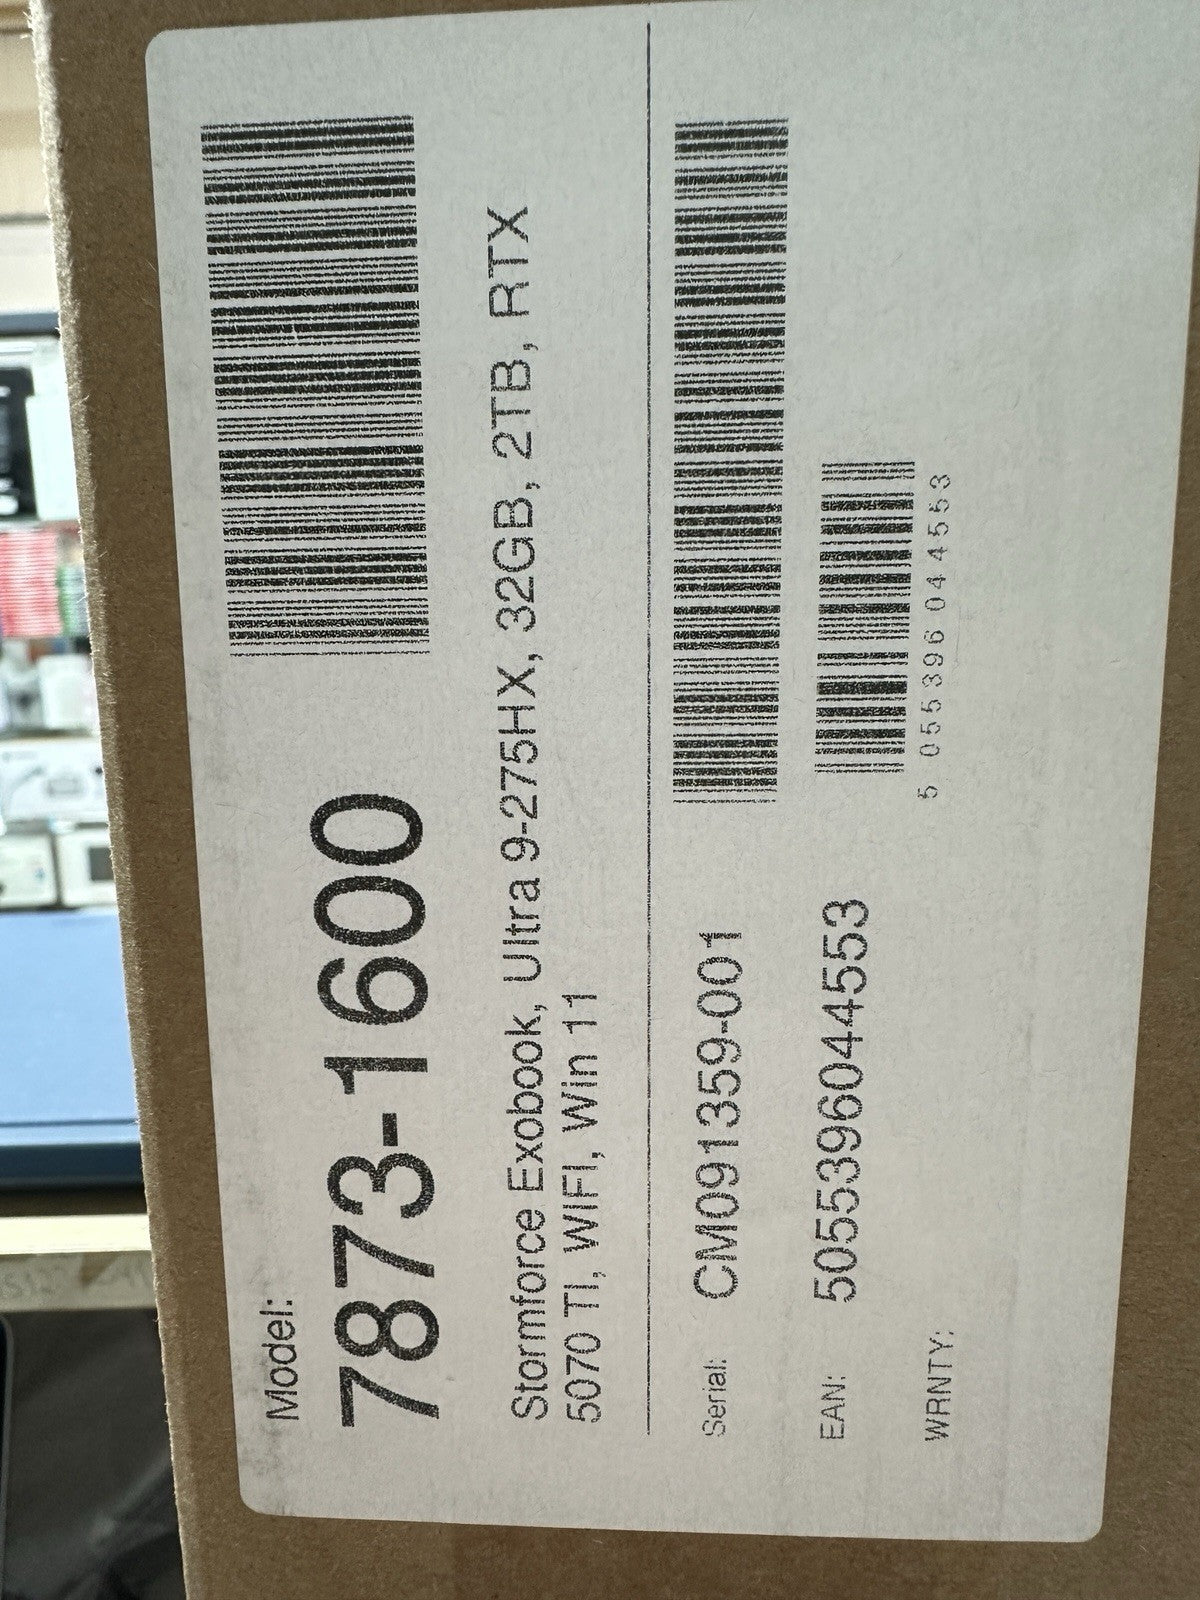 Model:
7873-1600
Stormforce Exobook, Ultra 9-275HX, 32GB, 2TB, RTX
5070 TI, WIFI, Win 11
Serial: CM091359-001
EAN: 5055396044553
5 055396 044553
WRNTY: